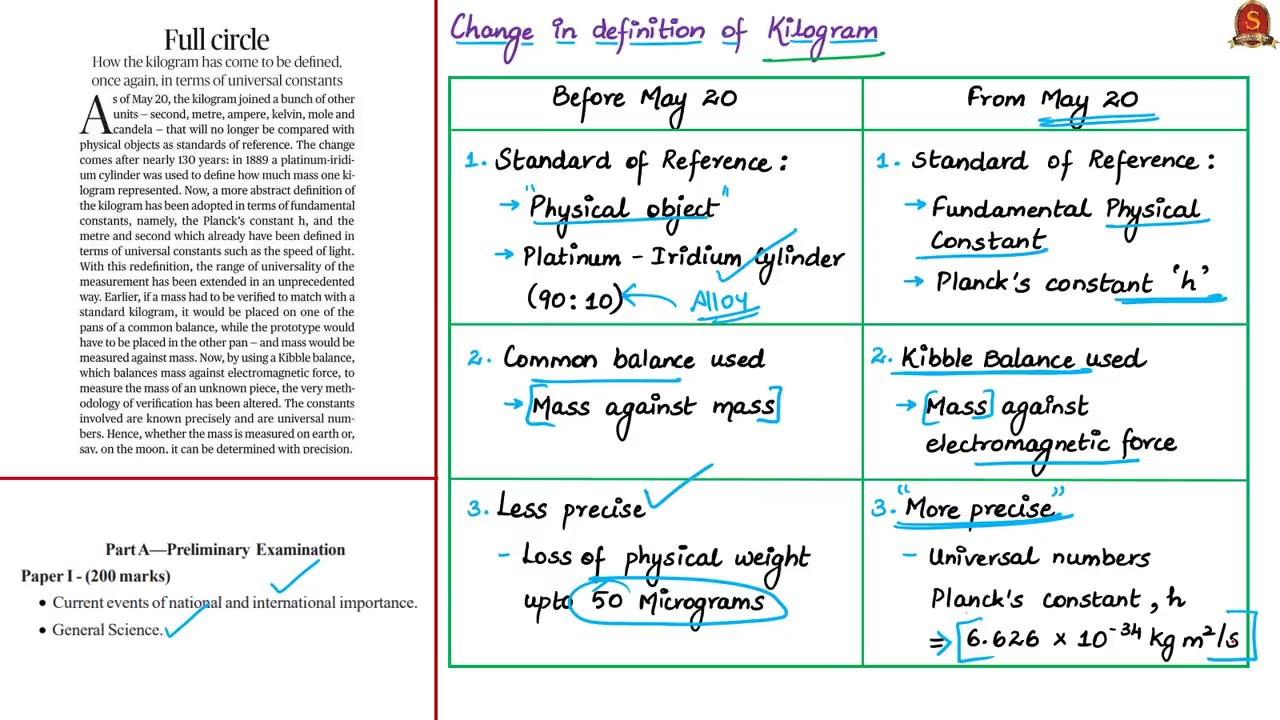 Full circle
How the kilogram has come to be defined,
once again, in terms of universal constants
As of May 20, the kilogram joined a bunch of other
units – second, metre, ampere, kelvin, mole and
candela – that will no longer be compared with
physical objects as standards of reference. The change
comes after nearly 130 years: in 1889 a platinum-iridi-
um cylinder was used to define how much mass one ki-
logram represented. Now, a more abstract definition of
the kilogram has been adopted in terms of fundamental
constants, namely, the Planck's constant h, and the
metre and second which already have been defined in
terms of universal constants such as the speed of light.
With this redefinition, the range of universality of the
measurement has been extended in an unprecedented
way. Earlier, if a mass had to be verified to match with a
standard kilogram, it would be placed on one of the
pans of a common balance, while the prototype would
have to be placed in the other pan – and mass would be
measured against mass. Now, by using a Kibble balance,
which balances mass against electromagnetic force, to
measure the mass of an unknown piece, the very meth-
odology of verification has been altered. The constants
involved are known precisely and are universal num-
bers. Hence, whether the mass is measured on earth or,
say, on the moon, it can be determined with precision.
Part A—Preliminary Examination
Paper I - (200 marks)
• Current events of national and international importance.
• General Science.
Change in definition of Kilogram
Before May 20
1. Standard of Reference :
→ "Physical object"
→ Platinum - Iridium Cylinder
(90:10) ← Alloy
2. Common balance used
→ [Mass against mass]
3. Less precise
- Loss of physical weight
upto 50 Micrograms
From May 20
1. Standard of Reference :
→ Fundamental Physical
Constant
→ Planck's constant 'h'
2. Kibble Balance used
→ [Mass] against
electromagnetic force
3. "More precise"
- Universal numbers
Planck's constant, h
⇒ [6.626 × 10⁻³⁴ kg m²/s]
S